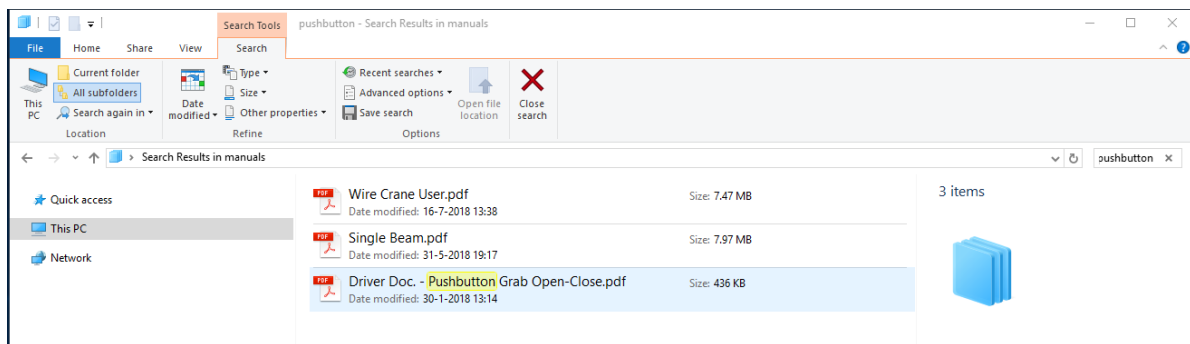 Search Tools
pushbutton - Search Results in manuals
File
Home
Share
View
Search
?
This
PC
Current folder
All subfolders
Search again in
Location
Date
modified
Type
Size
Other properties
Refine
Recent searches
Advanced options
Save search
Open file
location
Options
Close
search
Search Results in manuals
pushbutton
Quick access
This PC
Network
PDF
Wire Crane User.pdf
Date modified: 16-7-2018 13:38
Size: 7.47 MB
PDF
Single Beam.pdf
Date modified: 31-5-2018 19:17
Size: 7.97 MB
PDF
Driver Doc. - Pushbutton Grab Open-Close.pdf
Date modified: 30-1-2018 13:14
Size: 436 KB
3 items